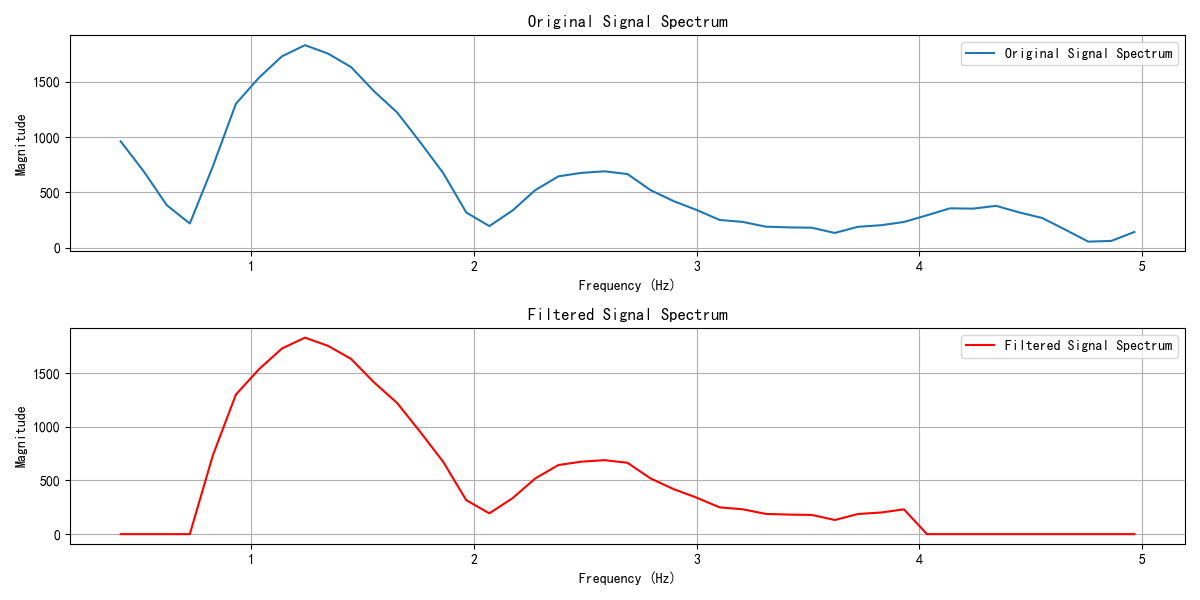 Original Signal Spectrum
Original Signal Spectrum
Magnitude
1500
1000
500
0
1 2 3 4 5
Frequency (Hz)
Filtered Signal Spectrum
Filtered Signal Spectrum
Magnitude
1500
1000
500
0
1 2 3 4 5
Frequency (Hz)